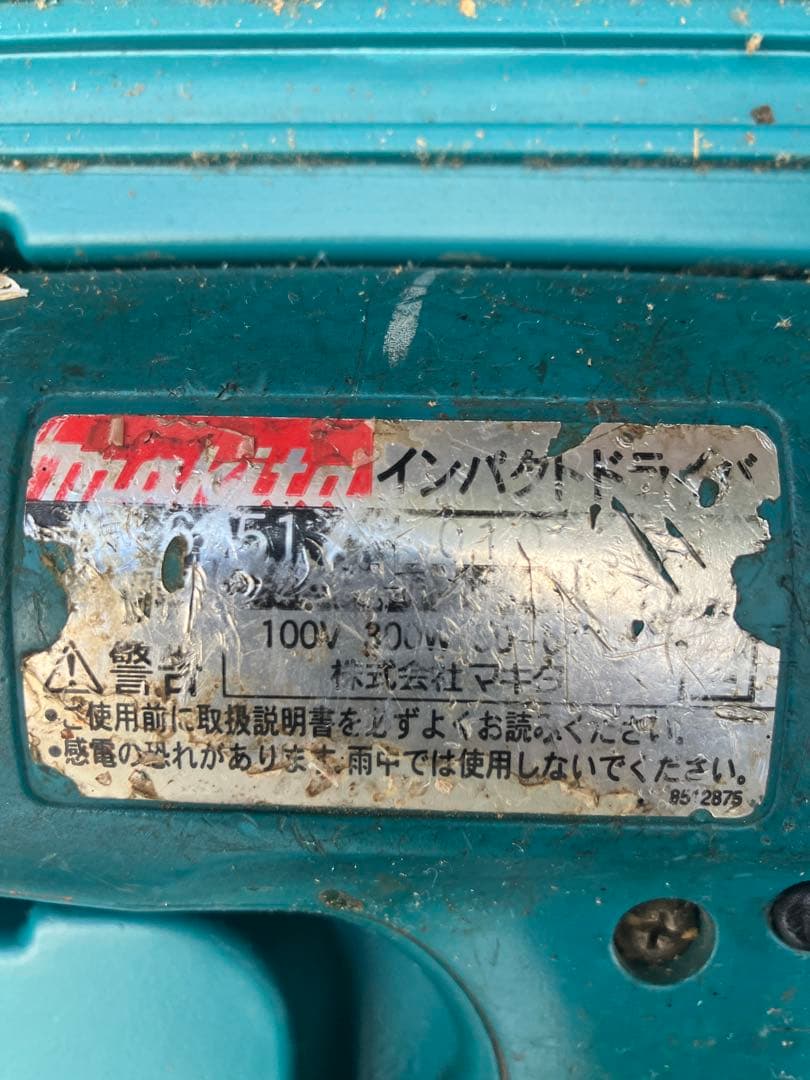 makita インパクトドライバ
51 010
100V 300W
警告 株式会社マキタ
•ご使用前に取扱説明書を必ずよくお読みください。
•感電の恐れがあります。雨中では使用しないでください。
8512875